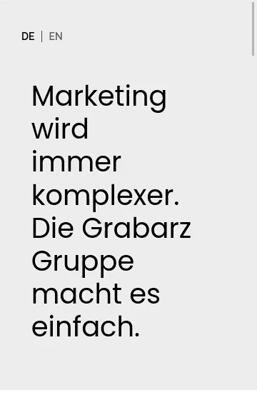 DE | EN
Marketing
wird
immer
komplexer.
Die Grabarz
Gruppe
macht es
einfach.